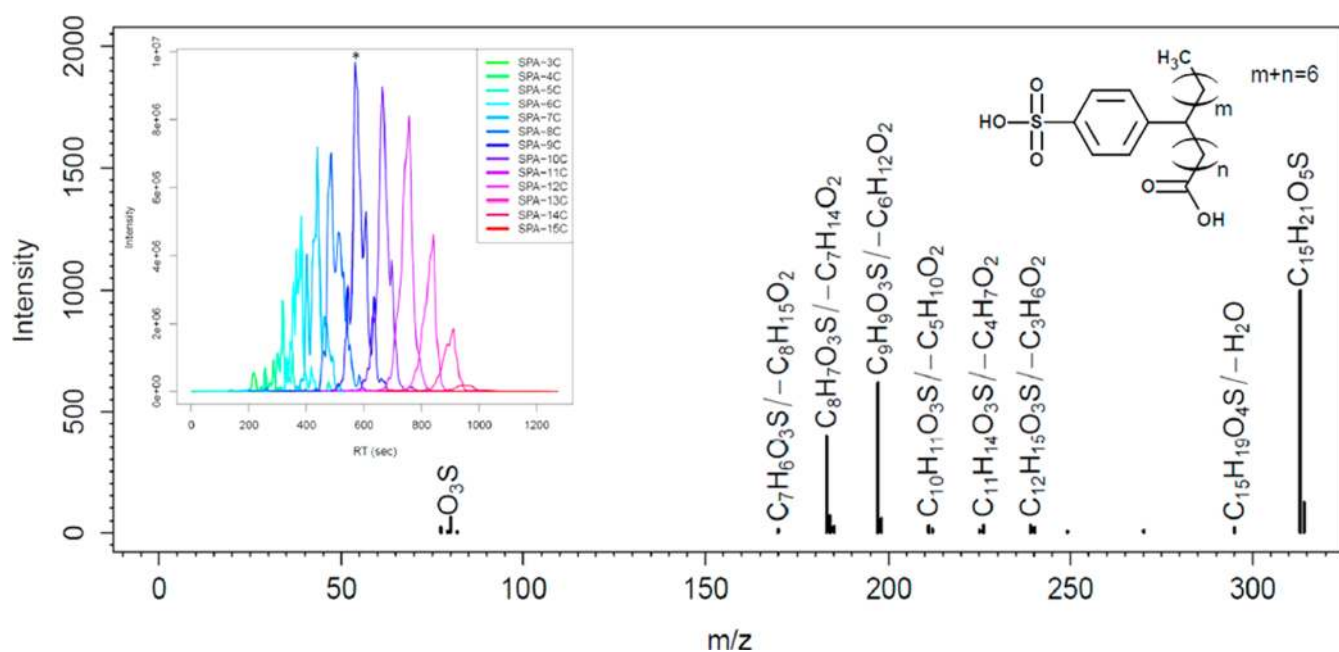 Intensity
2000
1500
1000
500
0
0
50
100
150
200
250
300
m/z
Intensity
1e+07
8e+06
6e+06
4e+06
2e+06
0e+00
0
200
400
600
800
1000
1200
RT (sec)
*
SPA-3C
SPA-4C
SPA-5C
SPA-6C
SPA-7C
SPA-8C
SPA-9C
SPA-10C
SPA-11C
SPA-12C
SPA-13C
SPA-14C
SPA-15C
O₃S
C₇H₆O₃S/−C₈H₁₅O₂
C₈H₇O₃S/−C₇H₁₄O₂
C₉H₉O₃S/−C₆H₁₂O₂
C₁₀H₁₁O₃S/−C₅H₁₀O₂
C₁₁H₁₄O₃S/−C₄H₇O₂
C₁₂H₁₅O₃S/−C₃H₆O₂
C₁₅H₁₉O₄S/−H₂O
C₁₅H₂₁O₅S
H₃C
m+n=6
m
O
HO
S
O
n
O
OH